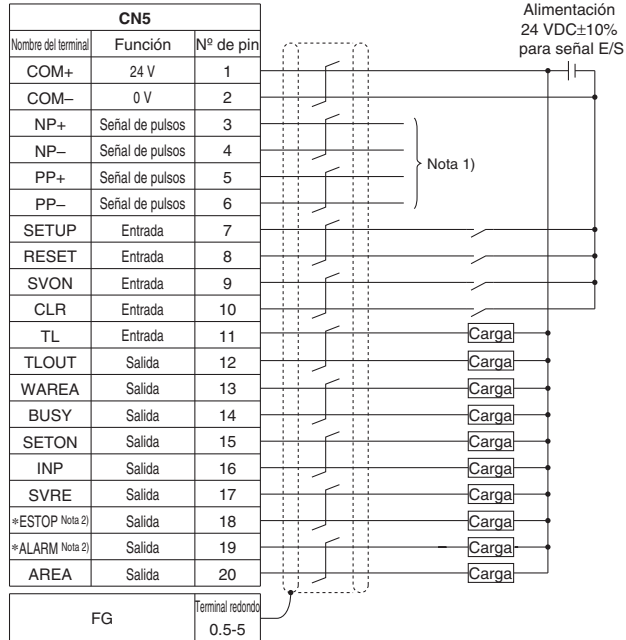 Alimentación
24 VDC±10%
para señal E/S
CN5
Nombre del terminal Función Nº de pin
COM+ 24 V 1
COM– 0 V 2
NP+ Señal de pulsos 3
NP– Señal de pulsos 4
PP+ Señal de pulsos 5
PP– Señal de pulsos 6
Nota 1)
SETUP Entrada 7
RESET Entrada 8
SVON Entrada 9
CLR Entrada 10
TL Entrada 11 Carga
TLOUT Salida 12 Carga
WAREA Salida 13 Carga
BUSY Salida 14 Carga
SETON Salida 15 Carga
INP Salida 16 Carga
SVRE Salida 17 Carga
*ESTOP Nota 2) Salida 18 Carga
*ALARM Nota 2) Salida 19 Carga
AREA Salida 20 Carga
FG Terminal redondo
0.5-5